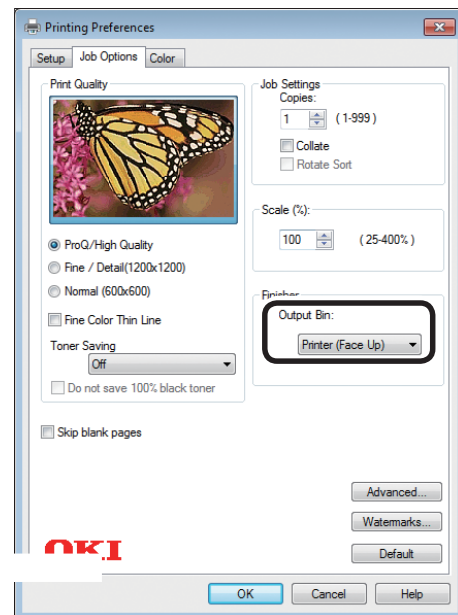 Printing Preferences
Setup Job Options Color
Print Quality
ProQ/High Quality
Fine / Detail(1200x1200)
Normal (600x600)
Fine Color Thin Line
Toner Saving
Off
Do not save 100% black toner
Skip blank pages
Job Settings
Copies:
1 (1-999)
Collate
Rotate Sort
Scale (%):
100 (25-400%)
Finisher
Output Bin:
Printer (Face Up)
Advanced...
Watermarks...
Default
OKI
OK Cancel Help